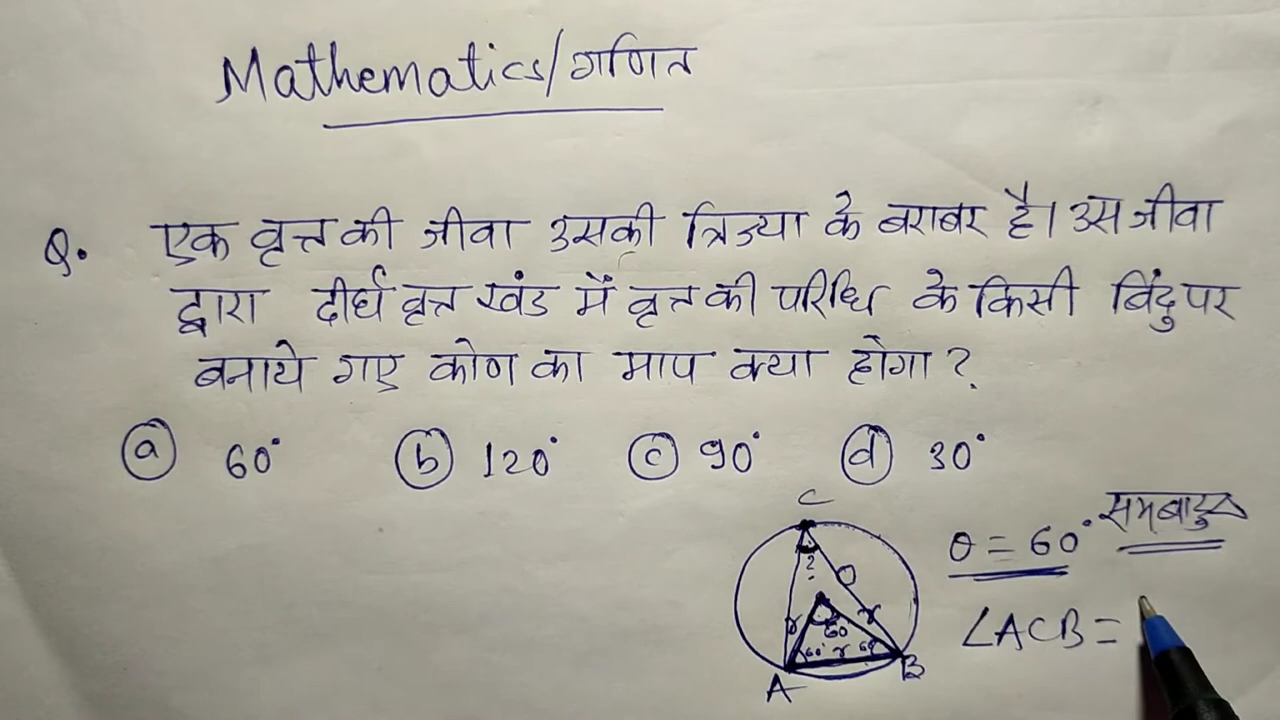 Mathematics/गणित
Q. एक वृत्त की जीवा उसकी त्रिज्या के बराबर है। उस जीवा
द्वारा दीर्घ वृत्त खंड में वृत्त की परिधि के किसी बिंदु पर
बनाये गए कोण का माप क्या होगा?
(a) 60° (b) 120° (c) 90° (d) 30°
C
θ = 60° समबाहु Δ
?
O
r r
60
60° r 60°
A B
∠ACB =